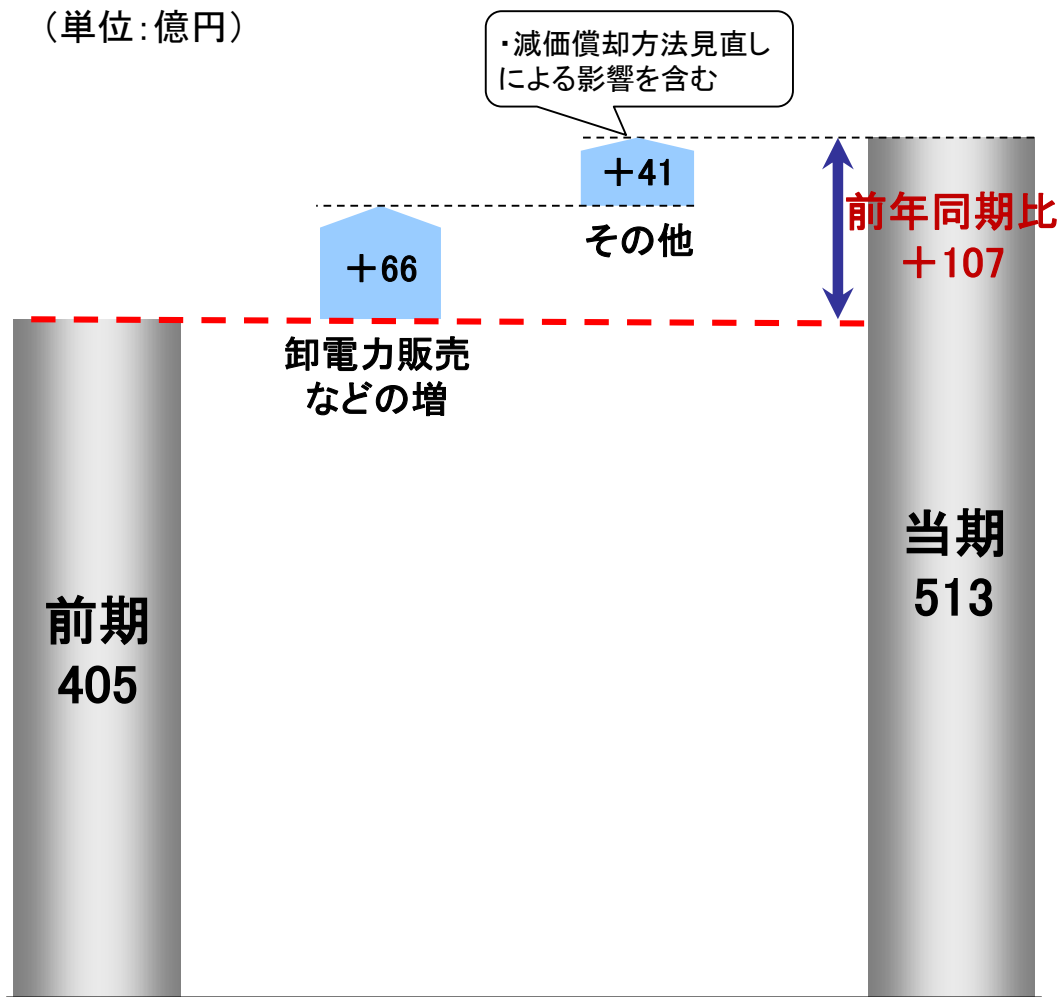 （単位：億円）
・減価償却方法見直し
による影響を含む
＋41
その他
＋66
卸電力販売
などの増
前年同期比
＋107
前期
405
当期
513